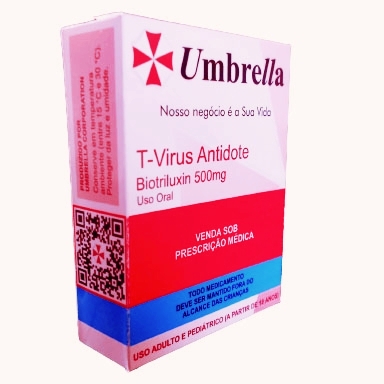 Umbrella
Nosso negócio é a Sua Vida
T-Virus Antidote
Biotriluxin 500mg
Uso Oral
VENDA SOB
PRESCRIÇÃO MÉDICA
TODO MEDICAMENTO
DEVE SER MANTIDO FORA DO
ALCANCE DAS CRIANÇAS
USO ADULTO E PEDIÁTRICO (A PARTIR DE 10 ANOS)
PRODUZIDO POR
UMBRELLA CORPORATION
Conserve em temperatura
ambiente (entre 15 °C e 30 °C).
Proteger da luz e umidade.